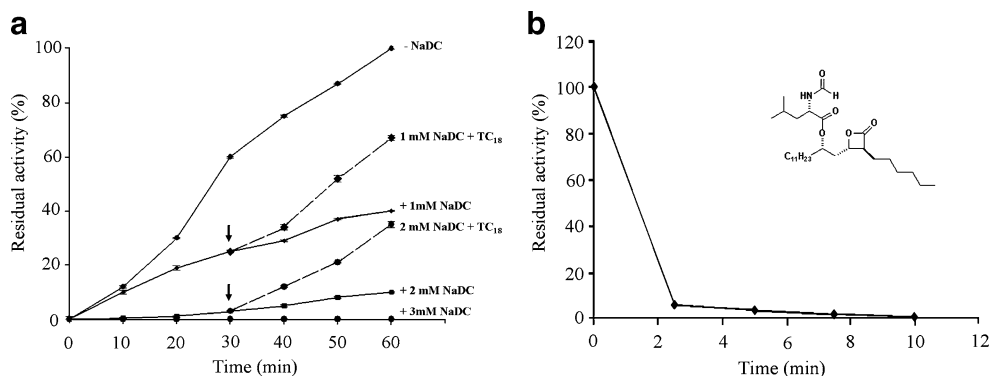 a
Residual activity (%)
100
80
60
40
20
0
0 10 20 30 40 50 60
Time (min)
- NaDC
1 mM NaDC + TC18
+ 1mM NaDC
2 mM NaDC + TC18
+ 2 mM NaDC
+ 3mM NaDC
b
Residual activity (%)
120
100
80
60
40
20
0
0 2 4 6 8 10 12
Time (min)
O
HN H
O
O
O O
C11H23